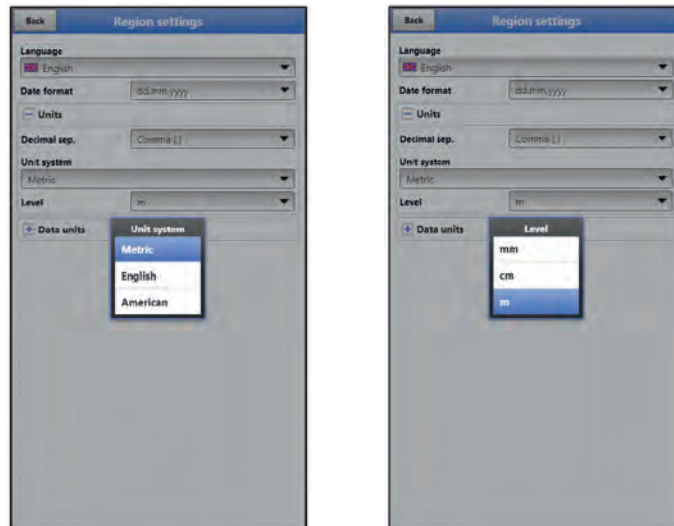 Back Region settings
Language
English
Date format dd.mm.yyyy
Units
Decimal sep. Comma (,)
Unit system
Metric
Level m
Data units
Unit system
Metric
English
American
Back Region settings
Language
English
Date format dd.mm.yyyy
Units
Decimal sep. Comma (,)
Unit system
Metric
Level m
Data units
Level
mm
cm
m